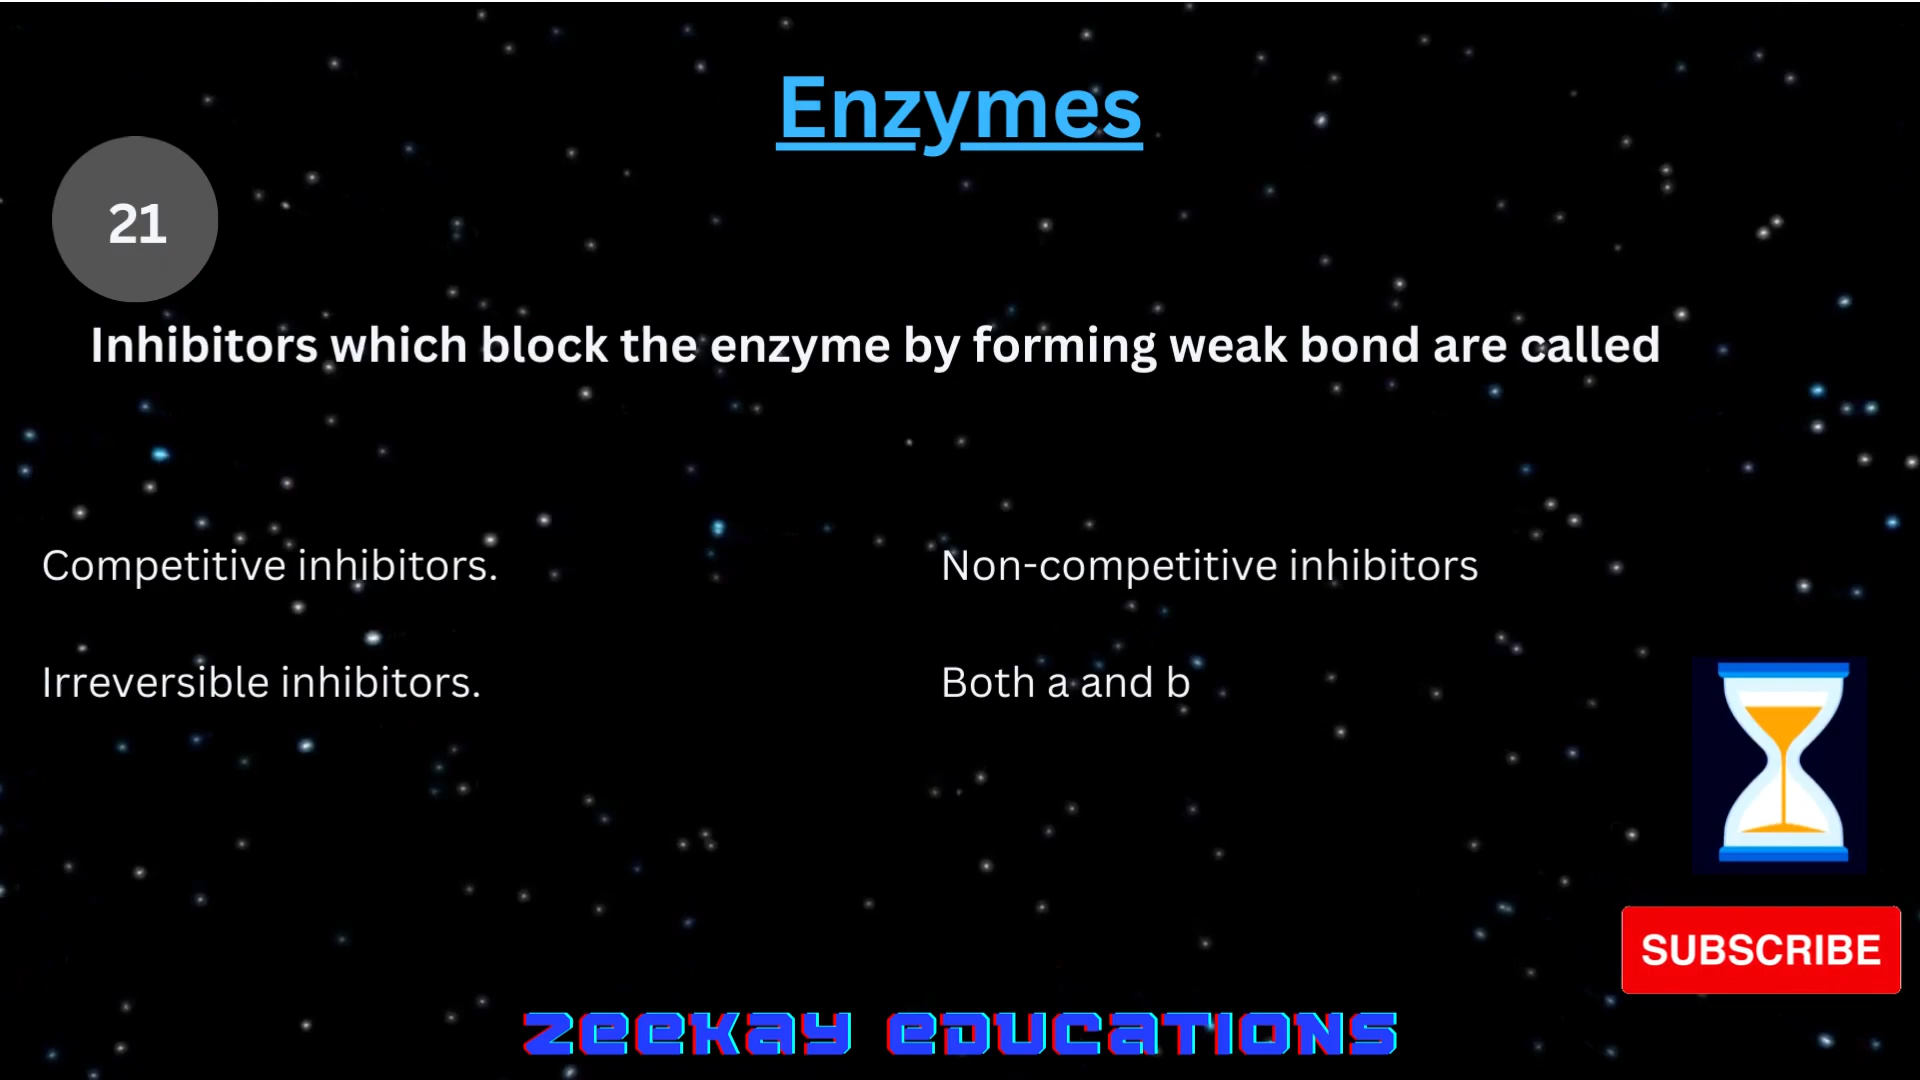 Enzymes
21
Inhibitors which block the enzyme by forming weak bond are called
Competitive inhibitors.
Non-competitive inhibitors
Irreversible inhibitors.
Both a and b
SUBSCRIBE
ZEEKAY EDUCATIONS